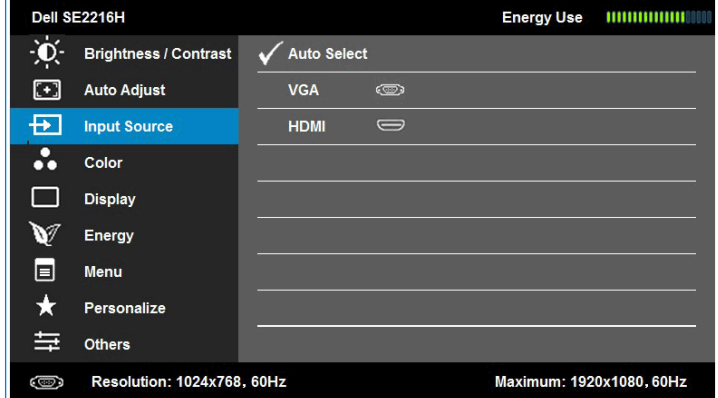 Dell SE2216H Energy Use
Brightness / Contrast Auto Select
Auto Adjust VGA
Input Source HDMI
Color
Display
Energy
Menu
Personalize
Others
Resolution: 1024x768, 60Hz Maximum: 1920x1080, 60Hz